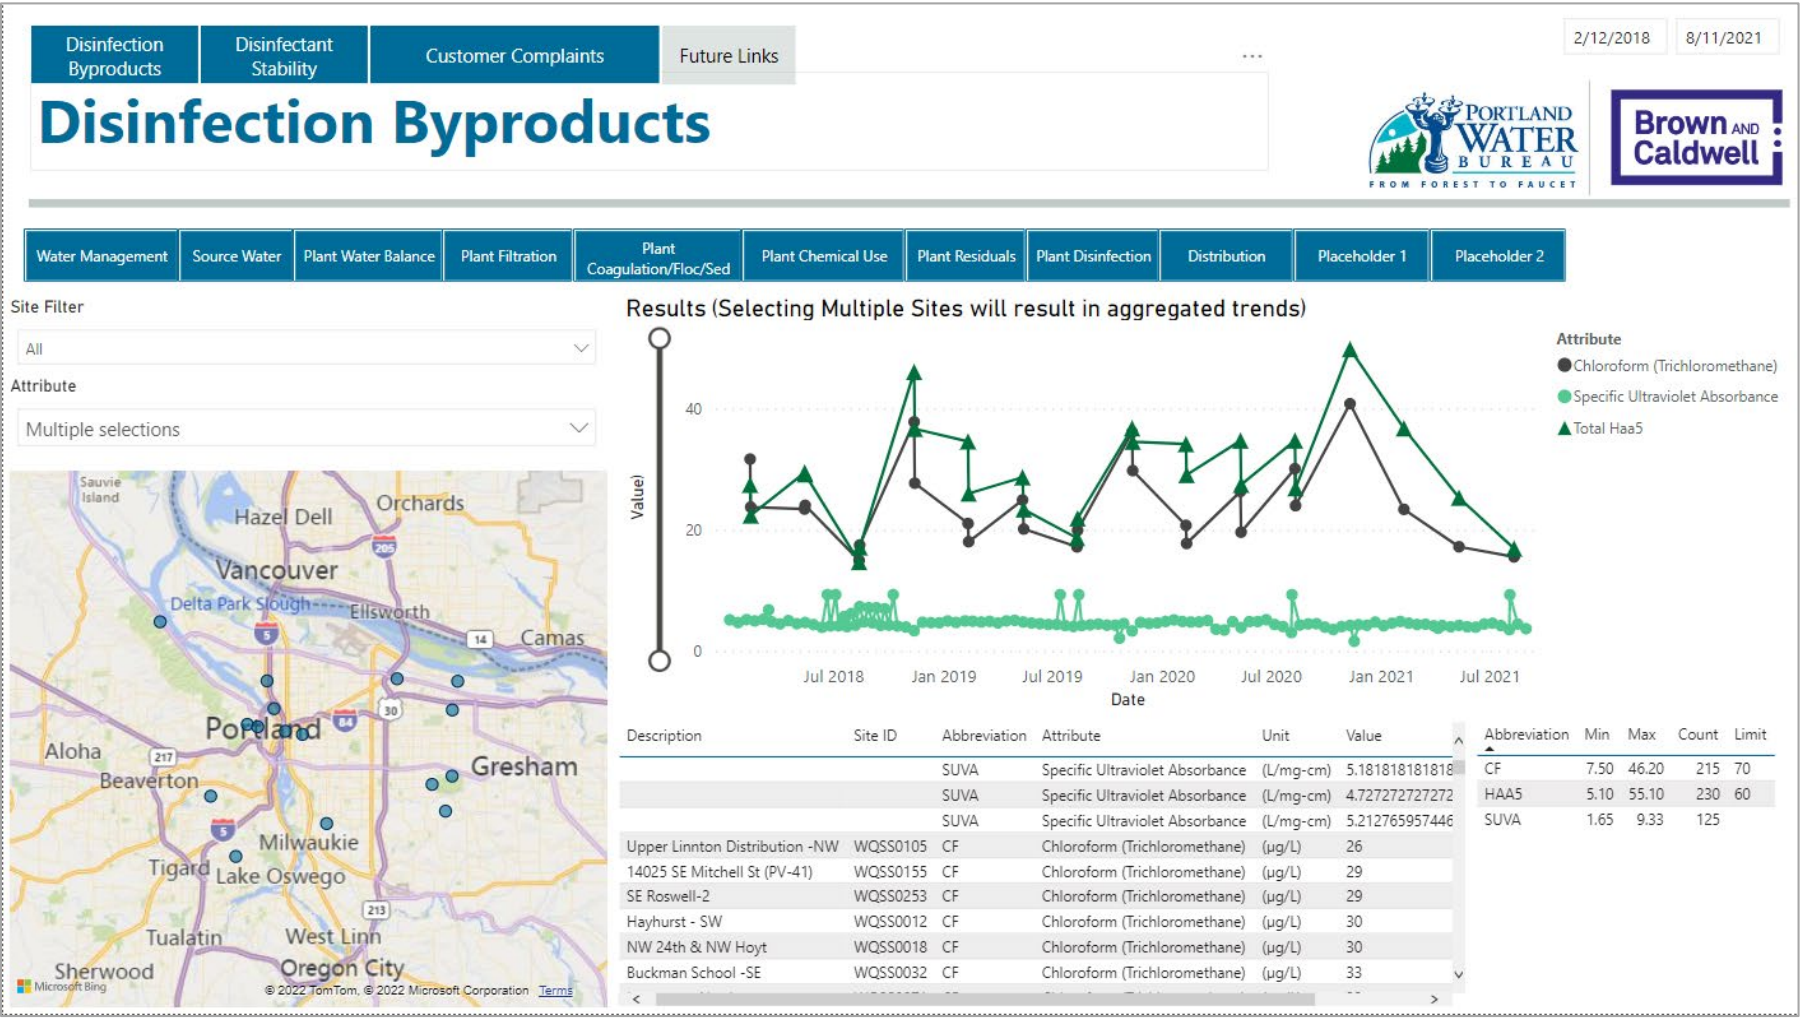 Disinfection
Byproducts
Disinfectant
Stability
Customer Complaints
Future Links
...
2/12/2018
8/11/2021
Disinfection Byproducts
PORTLAND
WATER
BUREAU
FROM FOREST TO FAUCET
Brown AND
Caldwell
Water Management
Source Water
Plant Water Balance
Plant Filtration
Plant
Coagulation/Floc/Sed
Plant Chemical Use
Plant Residuals
Plant Disinfection
Distribution
Placeholder 1
Placeholder 2
Site Filter
All
Attribute
Multiple selections
Sauvie
Island
Hazel Dell
Orchards
205
Vancouver
Delta Park Slough
Ellsworth
5
14
Camas
30
Portland
84
Aloha
217
Beaverton
Gresham
5
Milwaukie
Tigard
Lake Oswego
213
Tualatin
West Linn
Sherwood
Oregon City
Microsoft Bing
© 2022 TomTom, © 2022 Microsoft Corporation Terms
Results (Selecting Multiple Sites will result in aggregated trends)
Value)
40
20
0
Jul 2018 Jan 2019 Jul 2019 Jan 2020 Jul 2020 Jan 2021 Jul 2021
Date
Attribute
Chloroform (Trichloromethane)
Specific Ultraviolet Absorbance
Total Haa5
Description Site ID Abbreviation Attribute Unit Value
SUVA Specific Ultraviolet Absorbance (L/mg-cm) 5.181818181818
SUVA Specific Ultraviolet Absorbance (L/mg-cm) 4.727272727272
SUVA Specific Ultraviolet Absorbance (L/mg-cm) 5.212765957446
Upper Linnton Distribution -NW WQSS0105 CF Chloroform (Trichloromethane) (µg/L) 26
14025 SE Mitchell St (PV-41) WQSS0155 CF Chloroform (Trichloromethane) (µg/L) 29
SE Roswell-2 WQSS0253 CF Chloroform (Trichloromethane) (µg/L) 29
Hayhurst - SW WQSS0012 CF Chloroform (Trichloromethane) (µg/L) 30
NW 24th & NW Hoyt WQSS0018 CF Chloroform (Trichloromethane) (µg/L) 30
Buckman School -SE WQSS0032 CF Chloroform (Trichloromethane) (µg/L) 33
Abbreviation Min Max Count Limit
CF 7.50 46.20 215 70
HAA5 5.10 55.10 230 60
SUVA 1.65 9.33 125